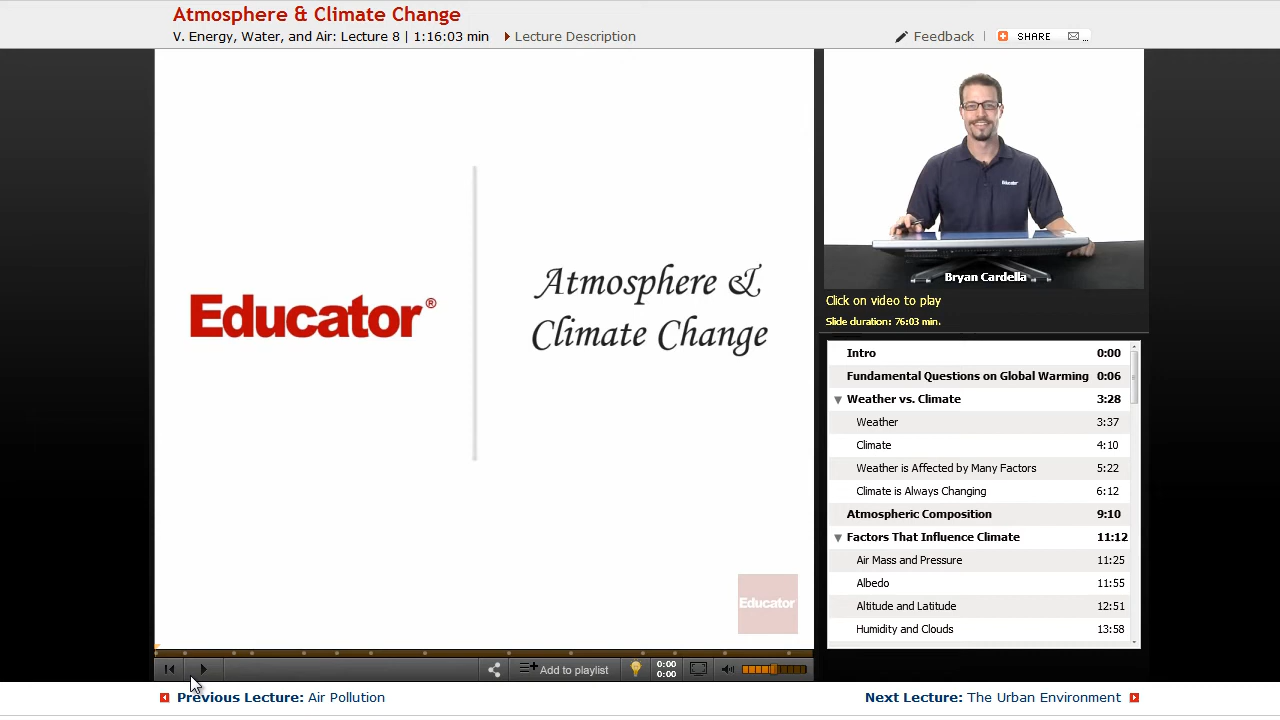 Atmosphere & Climate Change
V. Energy, Water, and Air: Lecture 8 | 1:16:03 min
Lecture Description
Feedback
SHARE
...
Educator®
Atmosphere &
Climate Change
Educator
Educator
Bryan Cardella
Click on video to play
Slide duration: 76:03 min.
Intro 0:00
Fundamental Questions on Global Warming 0:06
Weather vs. Climate 3:28
Weather 3:37
Climate 4:10
Weather is Affected by Many Factors 5:22
Climate is Always Changing 6:12
Atmospheric Composition 9:10
Factors That Influence Climate 11:12
Air Mass and Pressure 11:25
Albedo 11:55
Altitude and Latitude 12:51
Humidity and Clouds 13:58
Add to playlist
0:00
0:00
Previous Lecture: Air Pollution
Next Lecture: The Urban Environment